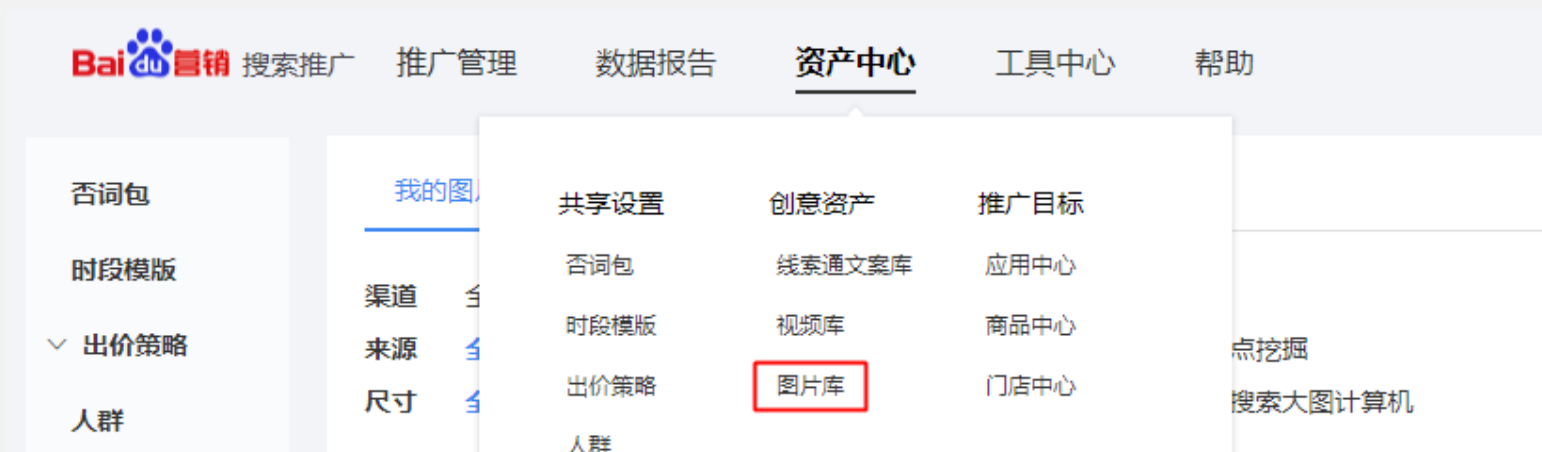 Bai du 营销 搜索推广 推广管理 数据报告 资产中心 工具中心 帮助
否词包
时段模版
出价策略
人群
我的图
渠道
来源
尺寸
共享设置 创意资产 推广目标
否词包 线索通文案库 应用中心
时段模版 视频库 商品中心
出价策略 图片库 门店中心
人群
点挖掘
搜索大图计算机